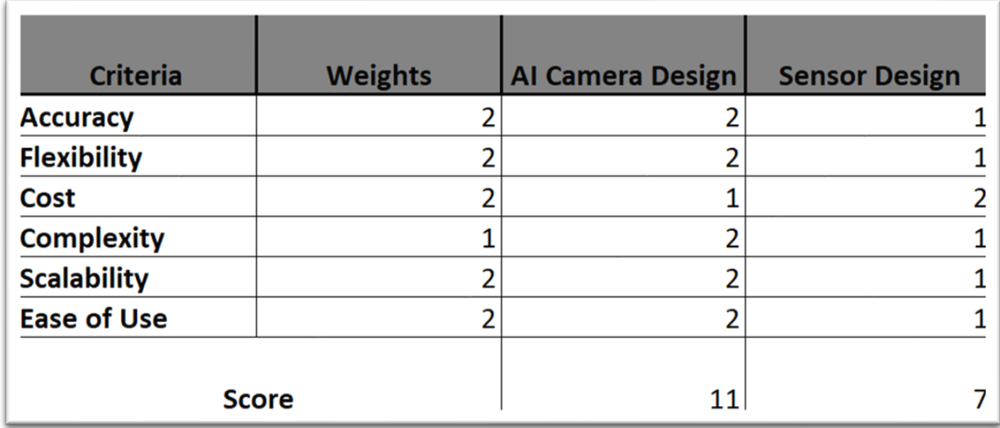 Criteria Weights AI Camera Design Sensor Design
Accuracy 2 2 1
Flexibility 2 2 1
Cost 2 1 2
Complexity 1 2 1
Scalability 2 2 1
Ease of Use 2 2 1
Score 11 7